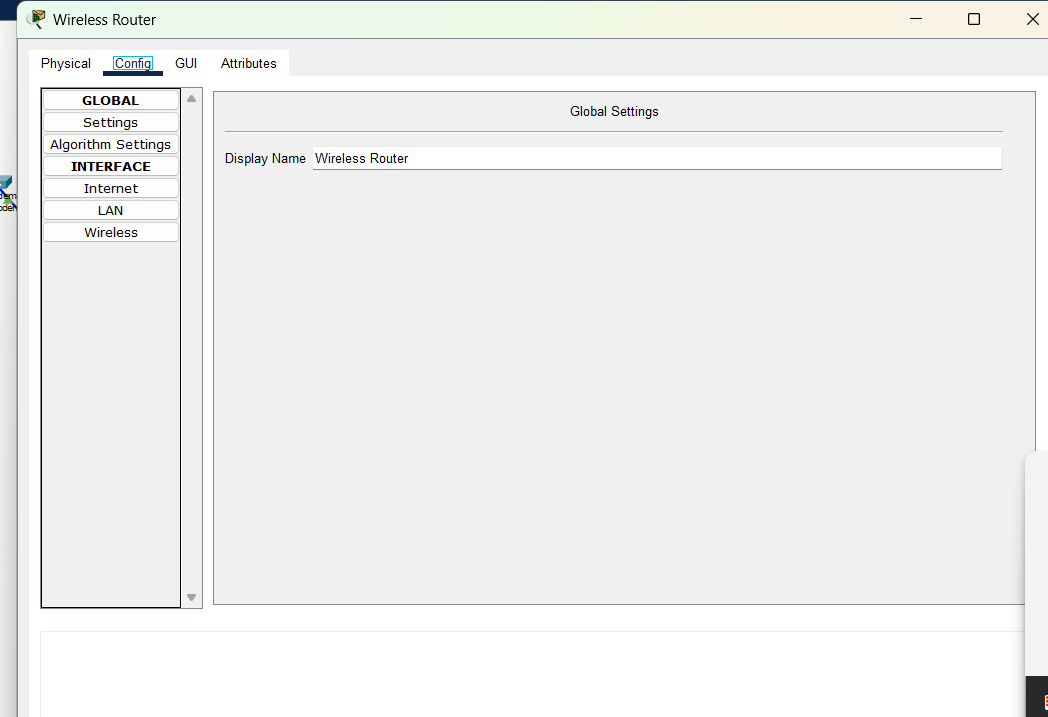 Wireless Router
Physical Config GUI Attributes
GLOBAL
Settings
Algorithm Settings
INTERFACE
Internet
LAN
Wireless
Global Settings
Display Name Wireless Router